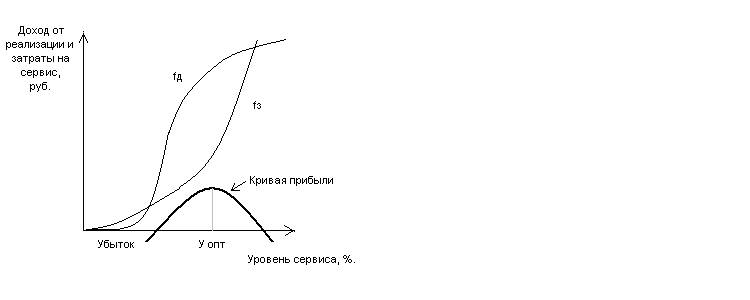 Доход от
реализации и
затраты на
сервис,
руб.
fд
fз
Кривая прибыли
Убыток
У опт
Уровень сервиса, %.